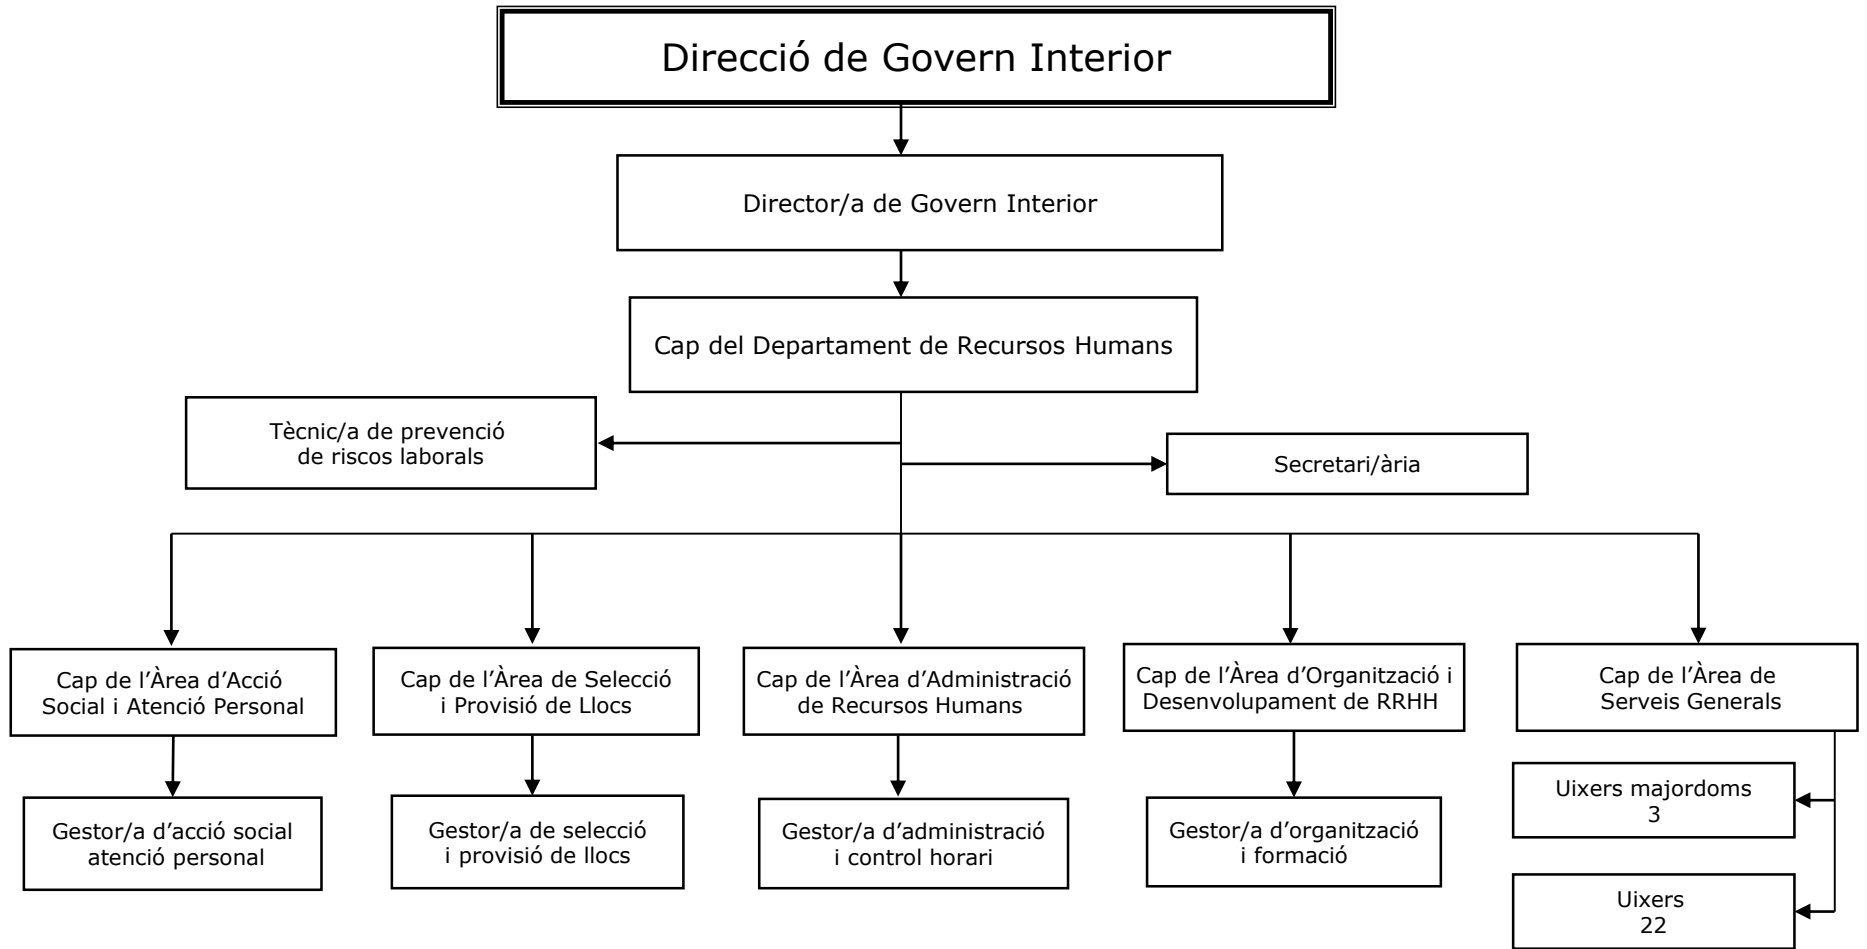 Direcció de Govern Interior
Director/a de Govern Interior
Cap del Departament de Recursos Humans
Tècnic/a de prevenció
de riscos laborals
Secretari/ària
Cap de l’Àrea d’Acció
Social i Atenció Personal
Cap de l’Àrea de Selecció
i Provisió de Llocs
Cap de l’Àrea d’Administració
de Recursos Humans
Cap de l’Àrea d’Organització i
Desenvolupament de RRHH
Cap de l’Àrea de
Serveis Generals
Gestor/a d’acció social
atenció personal
Gestor/a de selecció
i provisió de llocs
Gestor/a d’administració
i control horari
Gestor/a d’organització
i formació
Uixers majordoms
3
Uixers
22